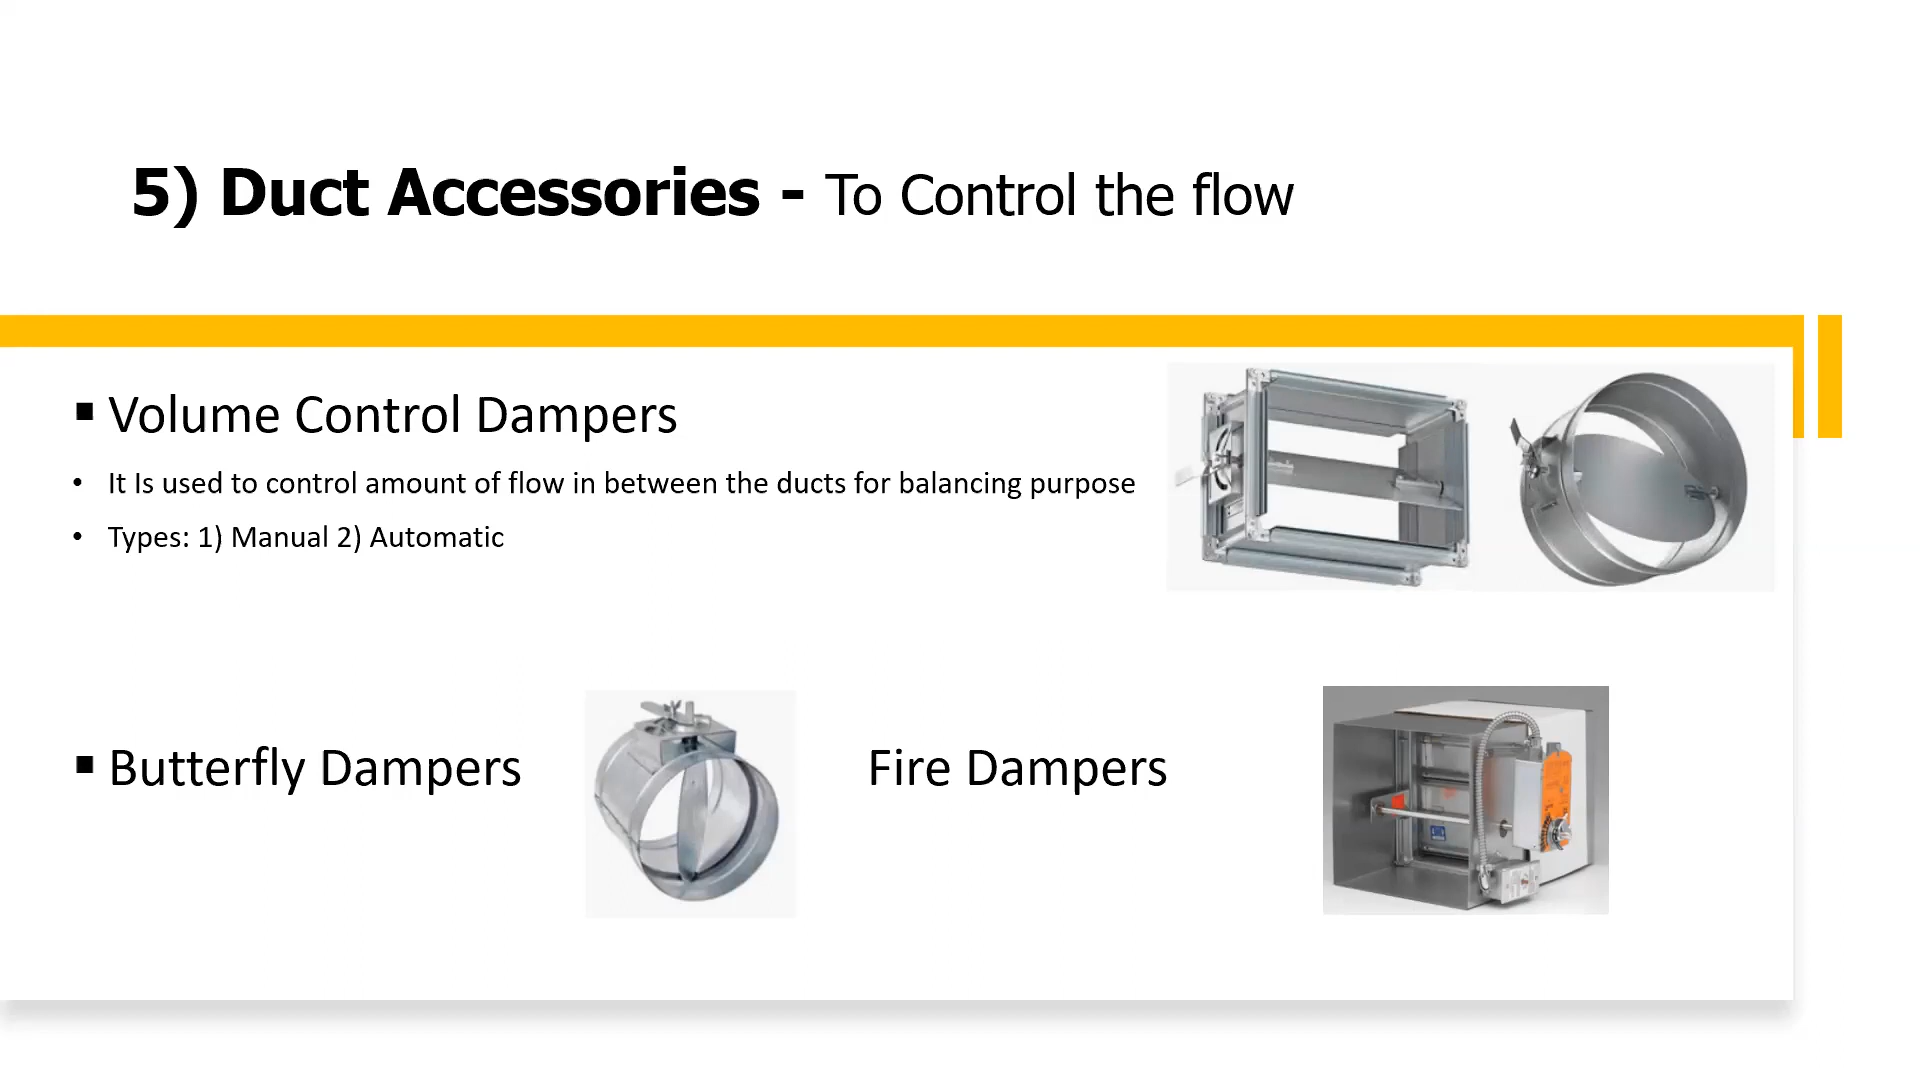 5) Duct Accessories - To Control the flow
▪ Volume Control Dampers
• It Is used to control amount of flow in between the ducts for balancing purpose
• Types: 1) Manual 2) Automatic
▪ Butterfly Dampers
Fire Dampers